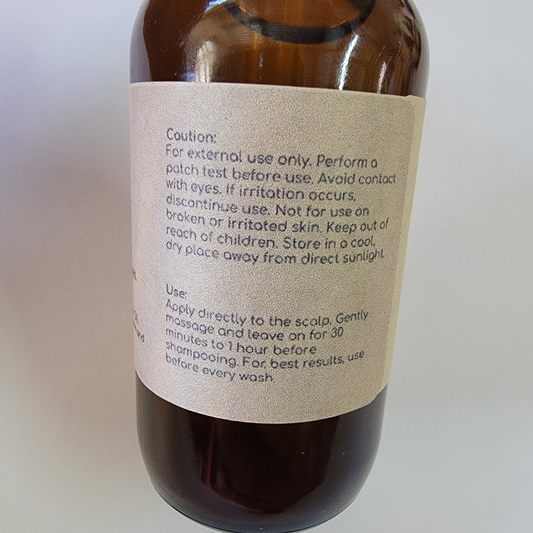 Caution:
For external use only. Perform a
patch test before use. Avoid contact
with eyes. If irritation occurs,
discontinue use. Not for use on
broken or irritated skin. Keep out of
reach of children. Store in a cool,
dry place away from direct sunlight.
Use:
Apply directly to the scalp. Gently
massage and leave on for 30
minutes to 1 hour before
shampooing. For best results, use
before every wash